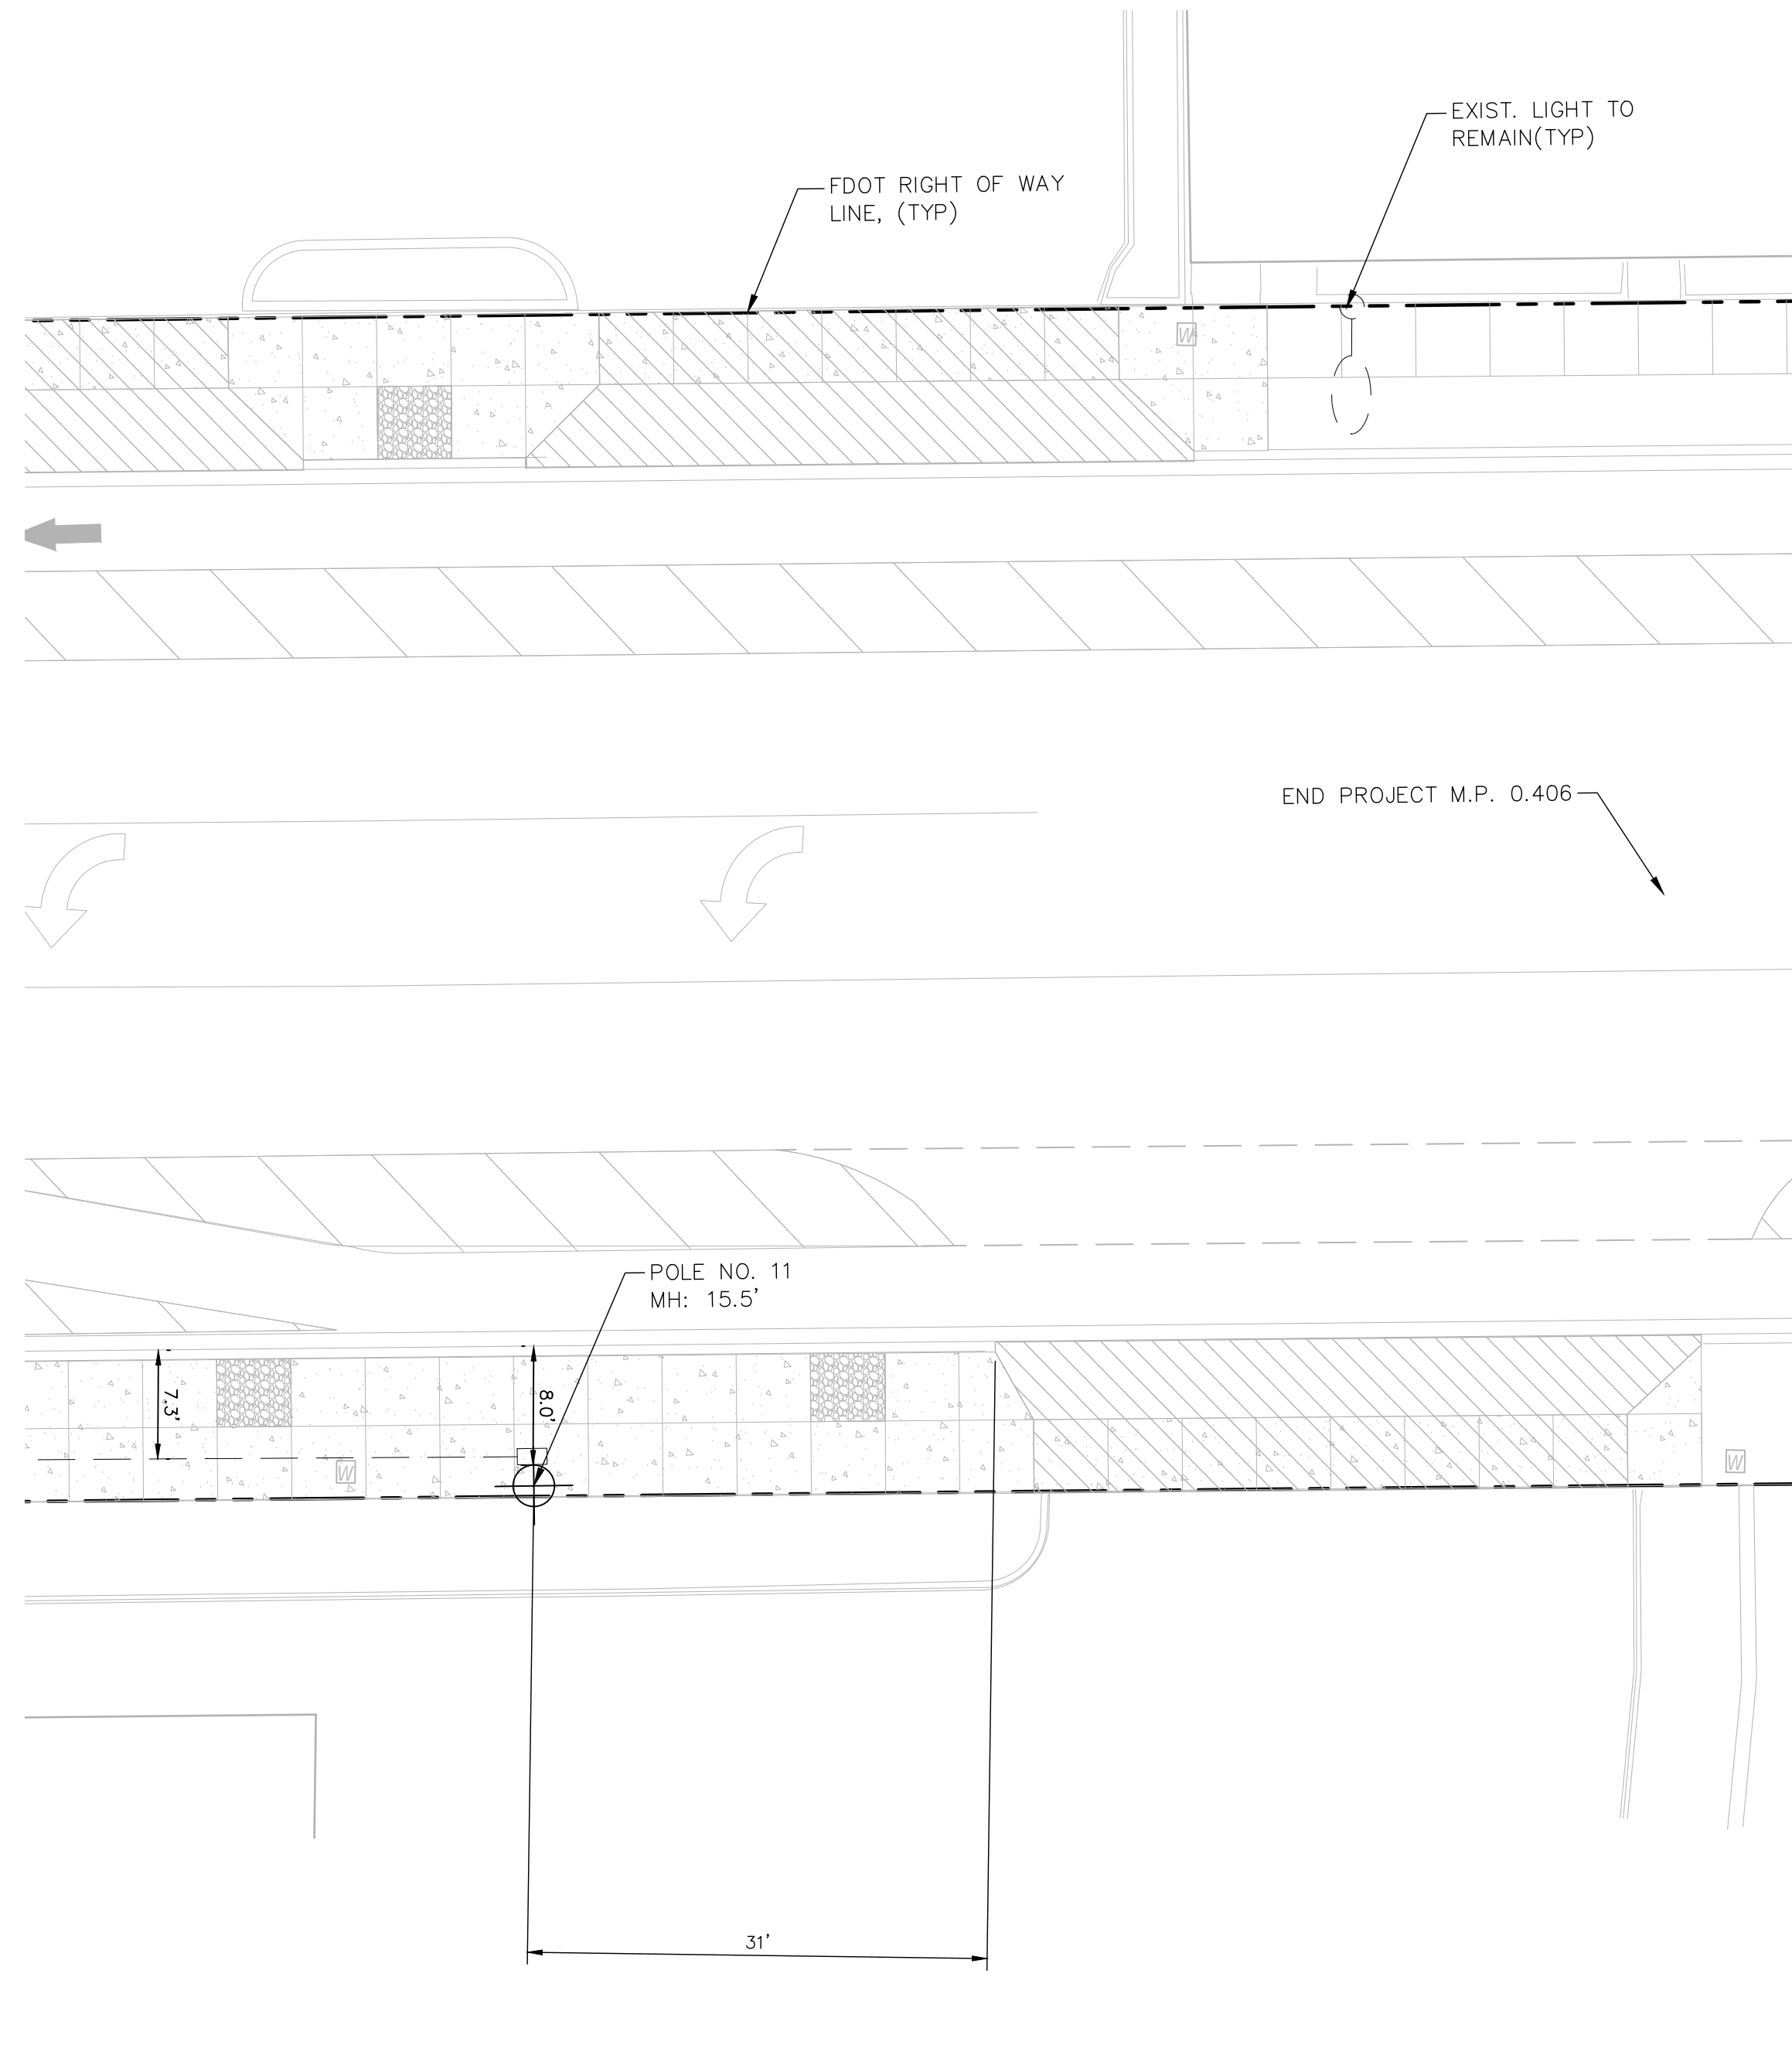 EXIST. LIGHT TO
REMAIN(TYP)
FDOT RIGHT OF WAY
LINE, (TYP)
W
END PROJECT M.P. 0.406
POLE NO. 11
MH: 15.5'
7.3'
8.0'
W
W
31'